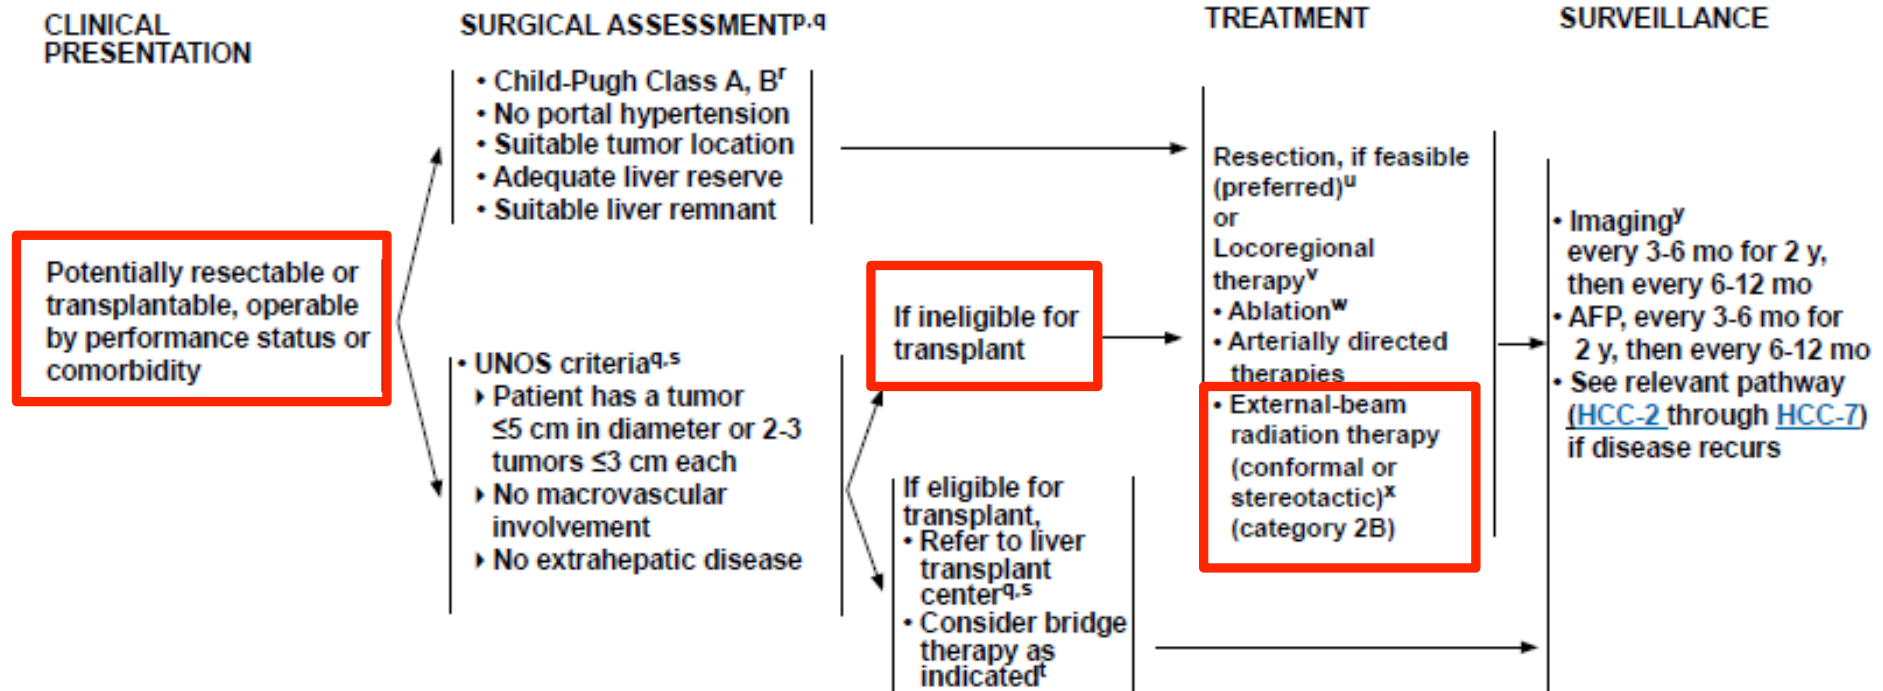 CLINICAL
PRESENTATION
SURGICAL ASSESSMENTp,q
TREATMENT
SURVEILLANCE
Potentially resectable or
transplantable, operable
by performance status or
comorbidity
• Child-Pugh Class A, Br
• No portal hypertension
• Suitable tumor location
• Adequate liver reserve
• Suitable liver remnant
• UNOS criteriaq,s
▸ Patient has a tumor
≤5 cm in diameter or 2-3
tumors ≤3 cm each
▸ No macrovascular
involvement
▸ No extrahepatic disease
If ineligible for
transplant
If eligible for
transplant,
• Refer to liver
transplant
centerq,s
• Consider bridge
therapy as
indicatedt
Resection, if feasible
(preferred)u
or
Locoregional
therapyv
• Ablationw
• Arterially directed
therapies
• External-beam
radiation therapy
(conformal or
stereotactic)x
(category 2B)
• Imagingy
every 3-6 mo for 2 y,
then every 6-12 mo
• AFP, every 3-6 mo for
2 y, then every 6-12 mo
• See relevant pathway
(HCC-2 through HCC-7)
if disease recurs